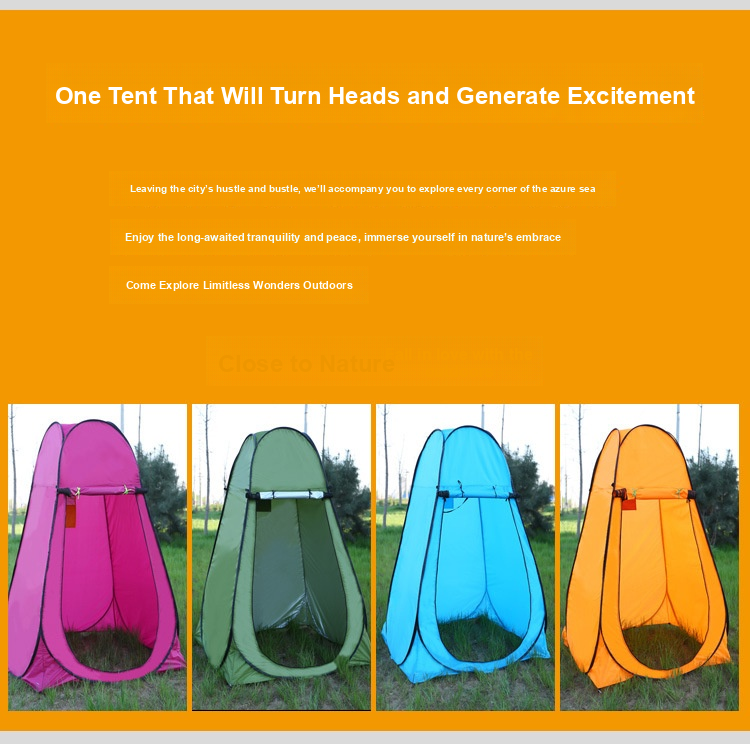 One Tent That Will Turn Heads and Generate Excitement
Leaving the city's hustle and bustle, we'll accompany you to explore every corner of the azure sea
Enjoy the long-awaited tranquility and peace, immerse yourself in nature's embrace
Come Explore Limitless Wonders Outdoors
Close to Nature